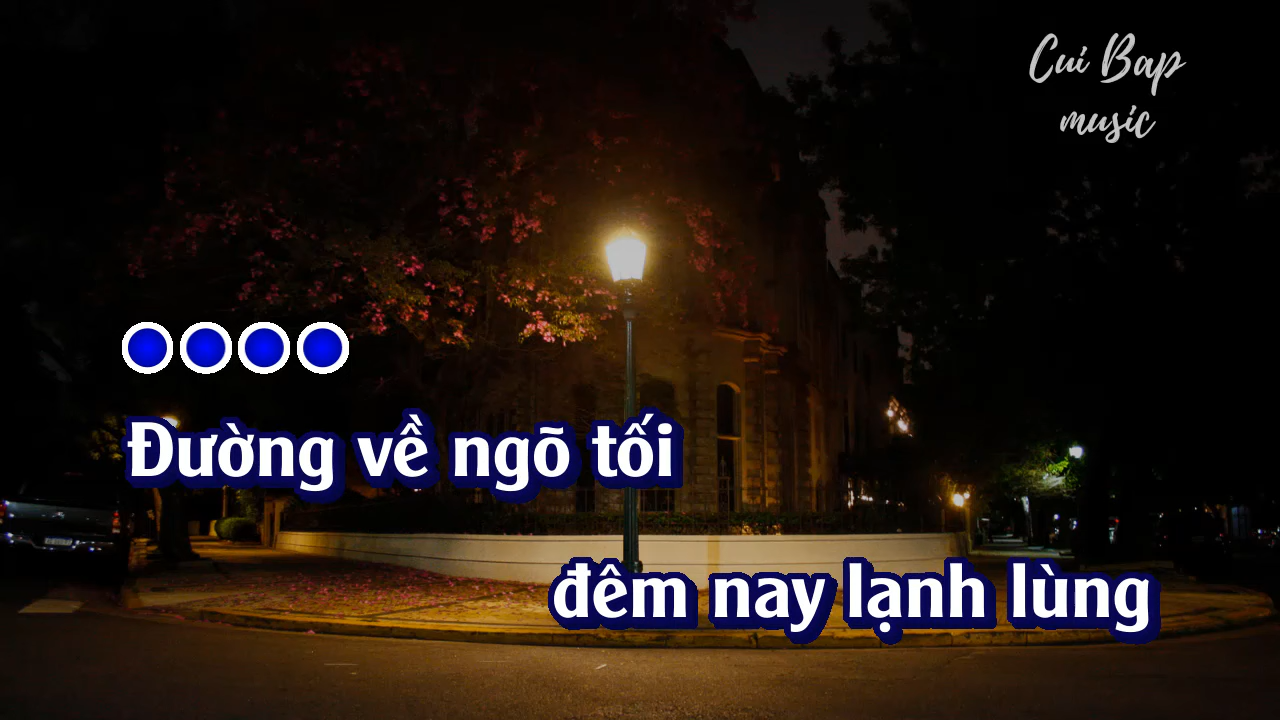 Cui Bap
music
Đường về ngõ tối
đêm nay lạnh lùng